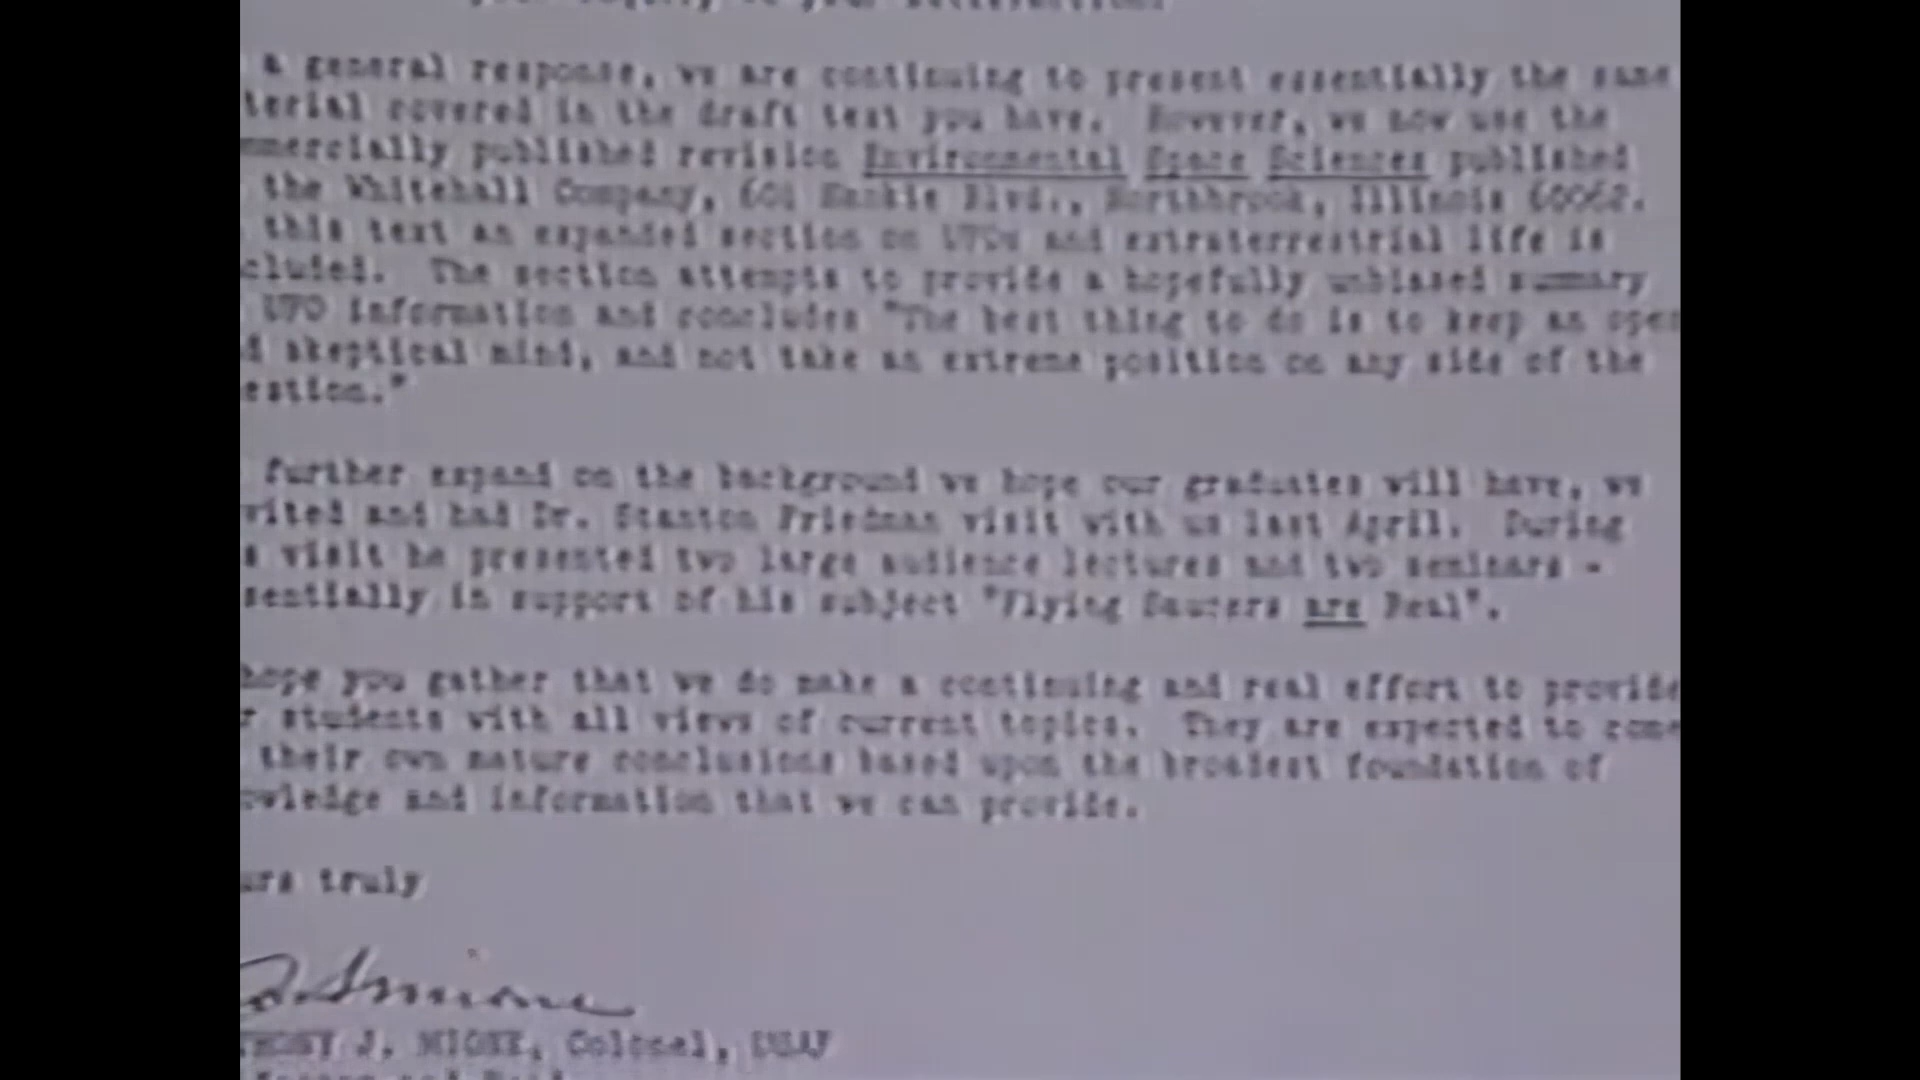 a general response, we are continuing to present essentially the same
terial covered in the draft text you have. However, we now use the
mmercially published revision Environmental Space Sciences published
the Whitehall Company, 601 Blvd., Northbrook, Illinois 60062.
this text an expanded section on UFOs and extraterrestrial life is
cluded. The section attempts to provide a hopefully unbiased summary
UFO information and concludes "The best thing to do is to keep an open
d skeptical mind, and not take an extreme position on any side of the
estion."
further expand on the background we hope our graduates will have, we
vited and had Dr. Stanton Friedman visit with us last April. During
s visit he presented two large audience lectures and two seminars -
sentially in support of his subject "Flying Saucers are Real".
hope you gather that we do make a continuing and real effort to provide
r students with all views of current topics. They are expected to come
their own mature conclusions based upon the broadest foundation of
owledge and information that we can provide.
urs truly
THONY J. MIONE, Colonel, USAF